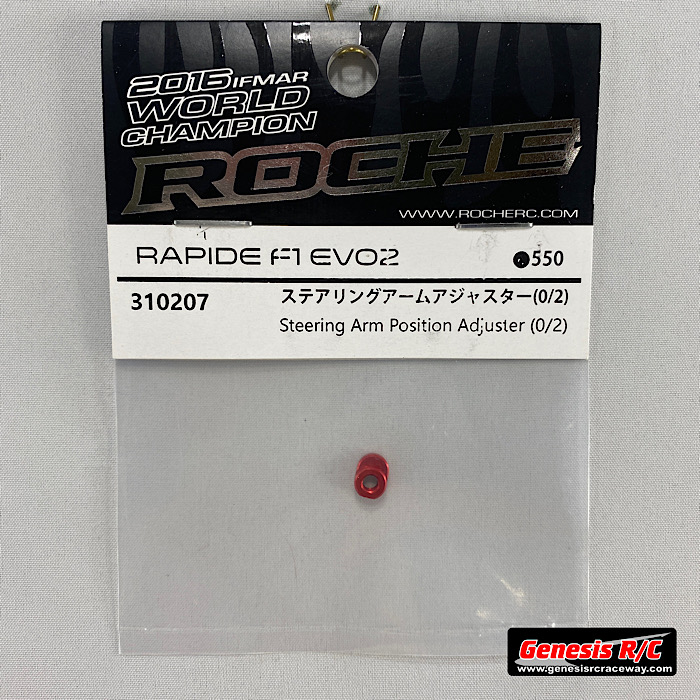 2016 IFMAR
WORLD
CHAMPION
ROCHE
WWW.ROCHERC.COM
RAPIDE F1 EVO2
●550
310207
ステアリングアームアジャスター(0/2)
Steering Arm Position Adjuster (0/2)
Genesis R/C
www.genesisrcraceway.com